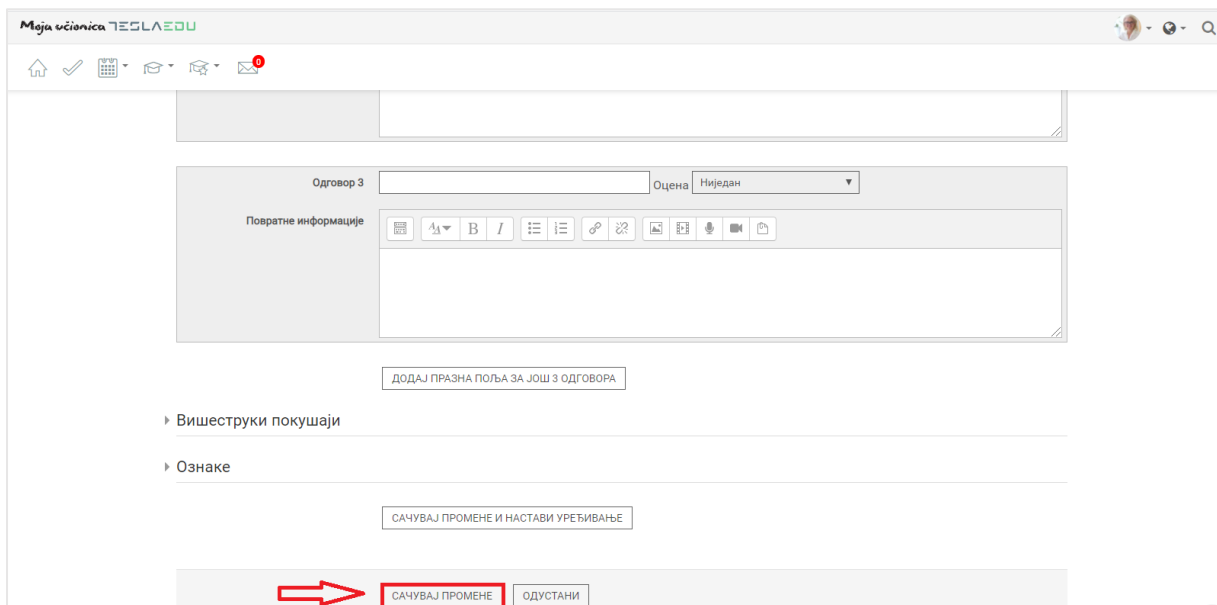 Moja učionica TESLAEDU
0
Одговор 3
Оцена Ниједан
Повратне информације
B I
ДОДАЈ ПРАЗНА ПОЉА ЗА ЈОШ 3 ОДГОВОРА
Вишеструки покушаји
Ознаке
САЧУВАЈ ПРОМЕНЕ И НАСТАВИ УРЕЂИВАЊЕ
САЧУВАЈ ПРОМЕНЕ ОДУСТАНИ